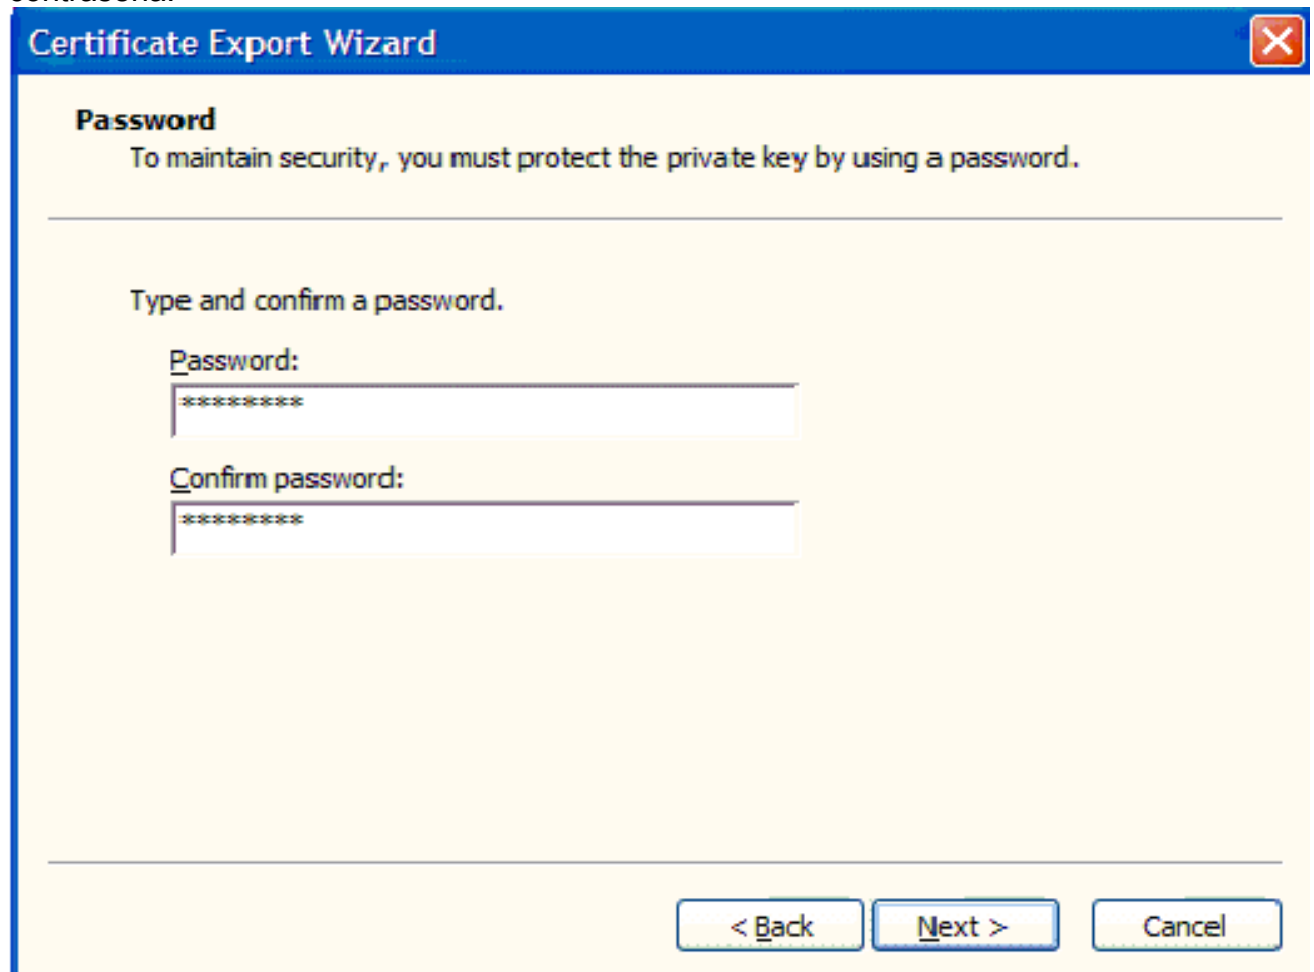 contraseña.
Certificate Export Wizard
Password
To maintain security, you must protect the private key by using a password.
Type and confirm a password.
Password:
********
Confirm password:
********
< Back
Next >
Cancel